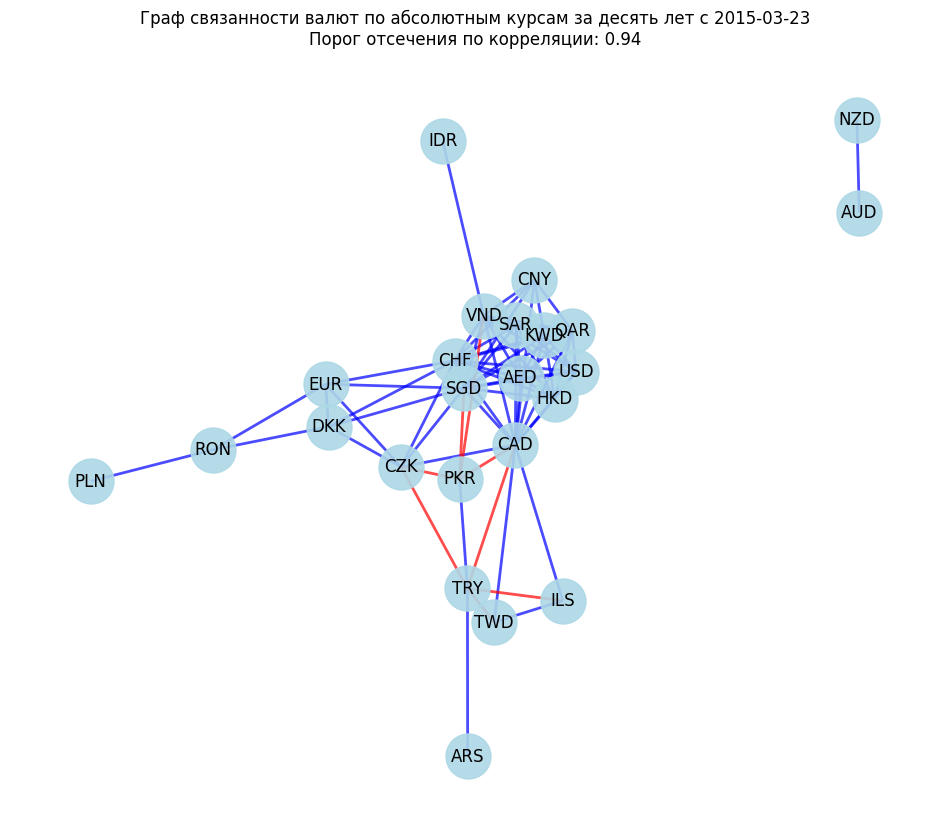 Граф связанности валют по абсолютным курсам за десять лет с 2015-03-23
Порог отсечения по корреляции: 0.94
NZD
IDR
AUD
CNY
VND
SAR
QAR
KWD
CHF
USD
AED
EUR
SGD
HKD
DKK
CAD
RON
CZK
PKR
PLN
TRY
ILS
TWD
ARS